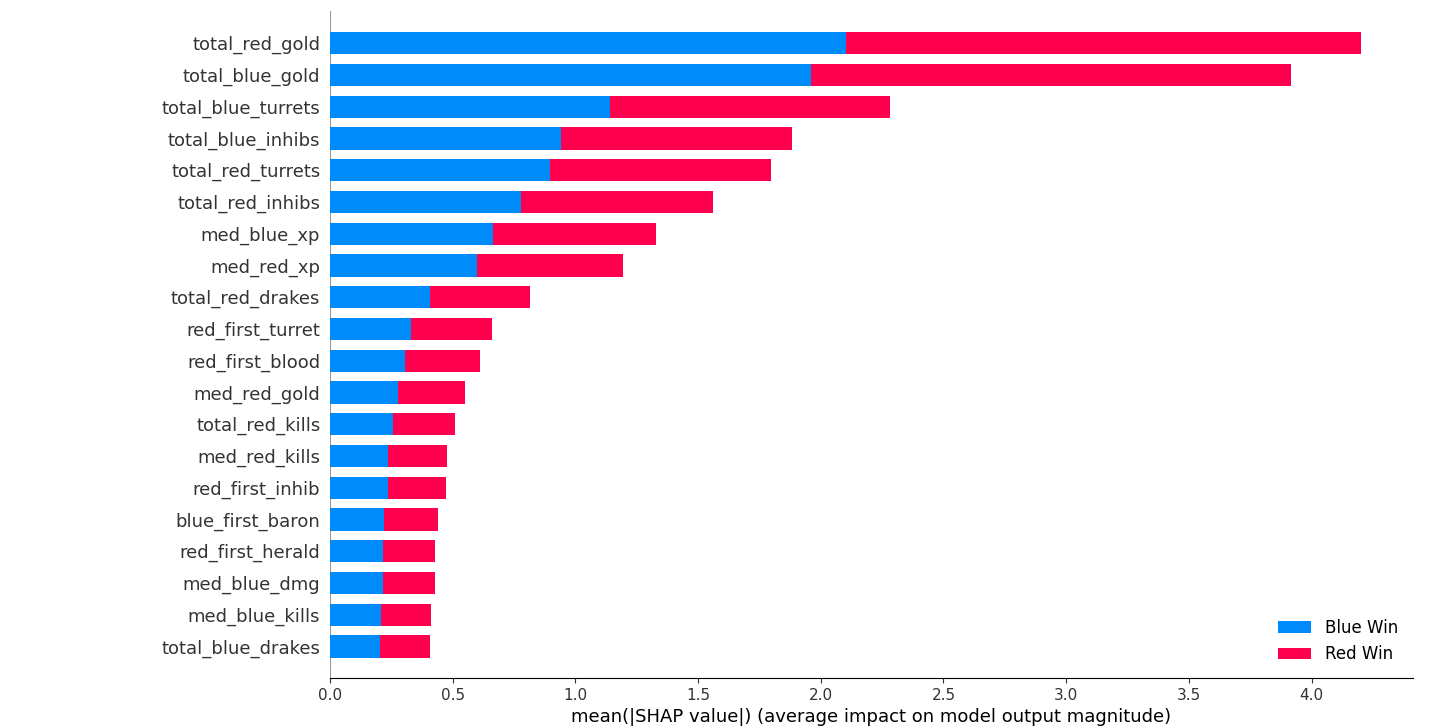 total_red_gold
total_blue_gold
total_blue_turrets
total_blue_inhibs
total_red_turrets
total_red_inhibs
med_blue_xp
med_red_xp
total_red_drakes
red_first_turret
red_first_blood
med_red_gold
total_red_kills
med_red_kills
red_first_inhib
blue_first_baron
red_first_herald
med_blue_dmg
med_blue_kills
total_blue_drakes
Blue Win
Red Win
0.0 0.5 1.0 1.5 2.0 2.5 3.0 3.5 4.0
mean(|SHAP value|) (average impact on model output magnitude)